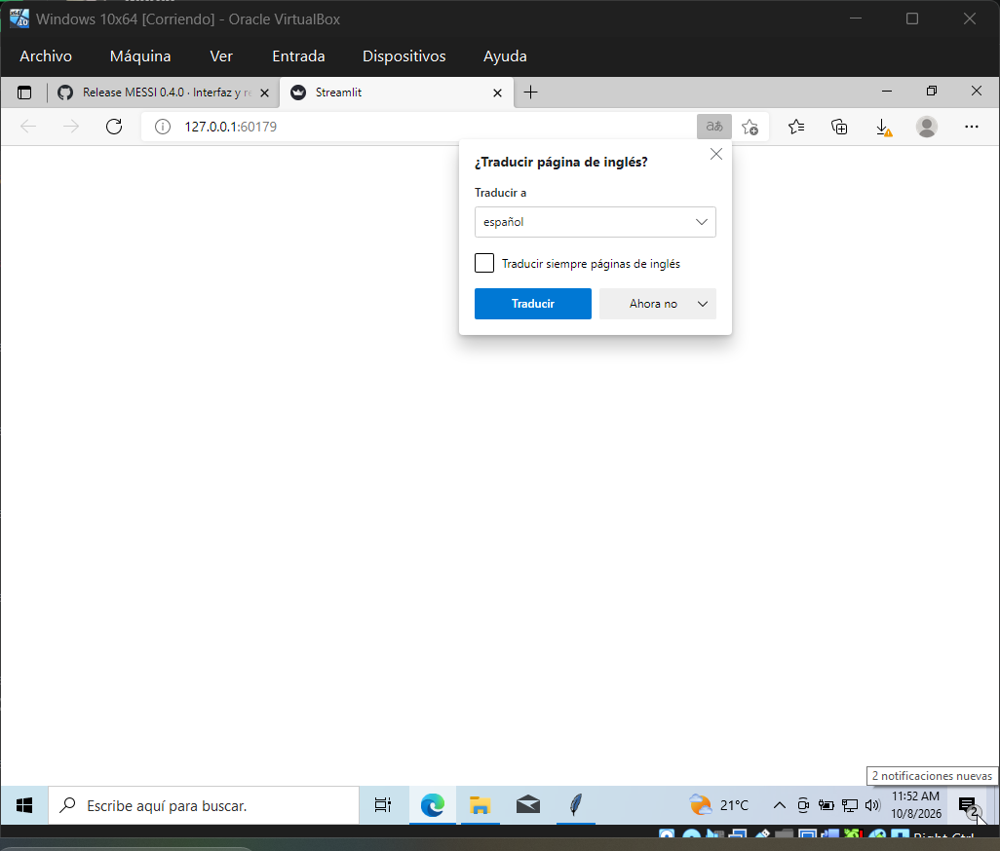 Windows 10x64 [Corriendo] - Oracle VirtualBox
Archivo Máquina Ver Entrada Dispositivos Ayuda
Release MESSI 0.4.0 · Interfaz y re Streamlit
127.0.0.1:60179
aあ
¿Traducir página de inglés?
Traducir a
español
Traducir siempre páginas de inglés
Traducir Ahora no
2 notificaciones nuevas
Escribe aquí para buscar.
21°C
11:52 AM
10/8/2026
2
Right Ctrl